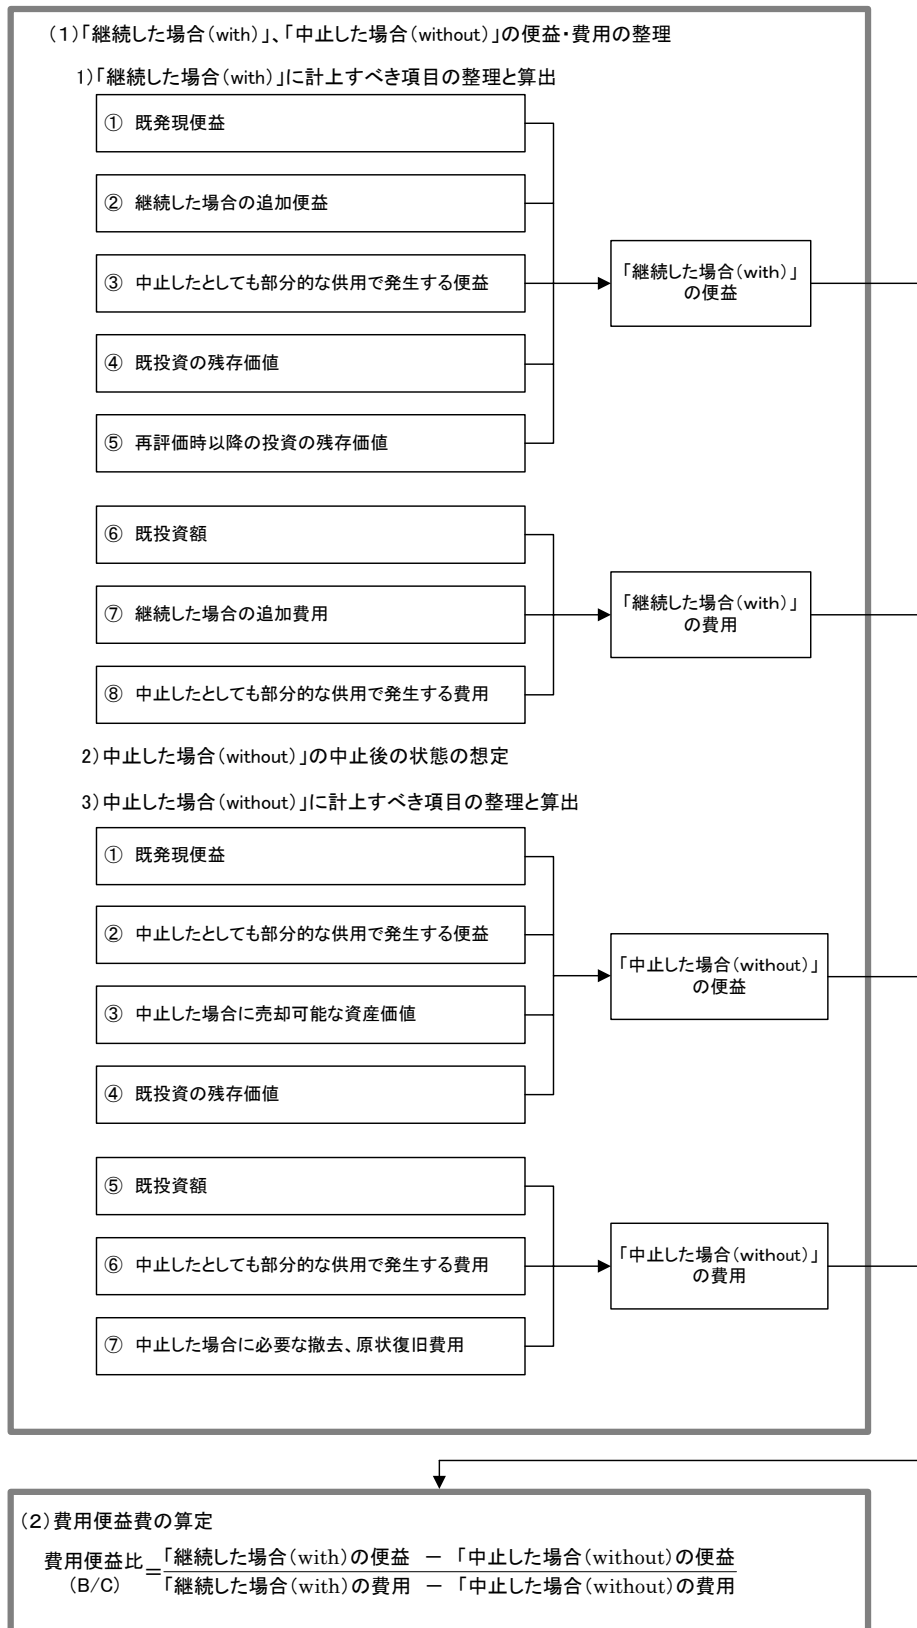 (1)「継続した場合(with)」、「中止した場合(without)」の便益・費用の整理
1)「継続した場合(with)」に計上すべき項目の整理と算出
① 既発現便益
② 継続した場合の追加便益
③ 中止したとしても部分的な供用で発生する便益
④ 既投資の残存価値
⑤ 再評価時以降の投資の残存価値
「継続した場合(with)」
の便益
⑥ 既投資額
⑦ 継続した場合の追加費用
⑧ 中止したとしても部分的な供用で発生する費用
「継続した場合(with)」
の費用
2)中止した場合(without)」の中止後の状態の想定
3)中止した場合(without)」に計上すべき項目の整理と算出
① 既発現便益
② 中止したとしても部分的な供用で発生する便益
③ 中止した場合に売却可能な資産価値
④ 既投資の残存価値
「中止した場合(without)」
の便益
⑤ 既投資額
⑥ 中止したとしても部分的な供用で発生する費用
⑦ 中止した場合に必要な撤去、原状復旧費用
「中止した場合(without)」
の費用
(2)費用便益費の算定
費用便益比
(B/C)
=
「継続した場合(with)の便益 － 「中止した場合(without)の便益
「継続した場合(with)の費用 － 「中止した場合(without)の費用